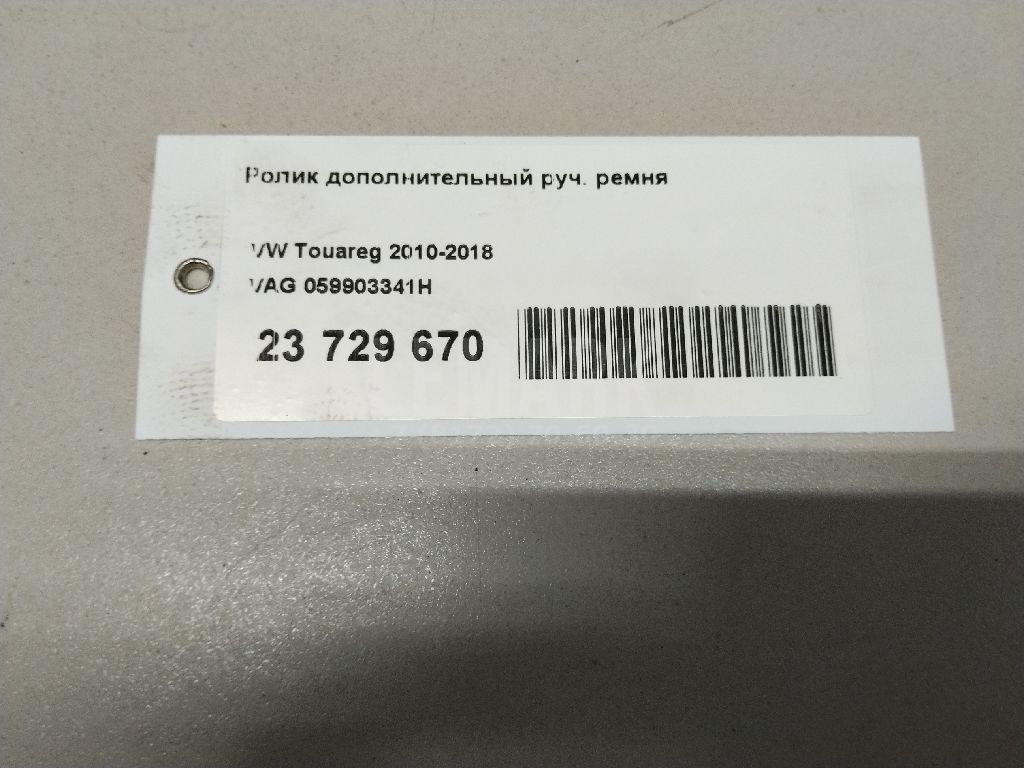 Ролик дополнительный руч. ремня
VW Touareg 2010-2018
VAG 059903341H
23 729 670